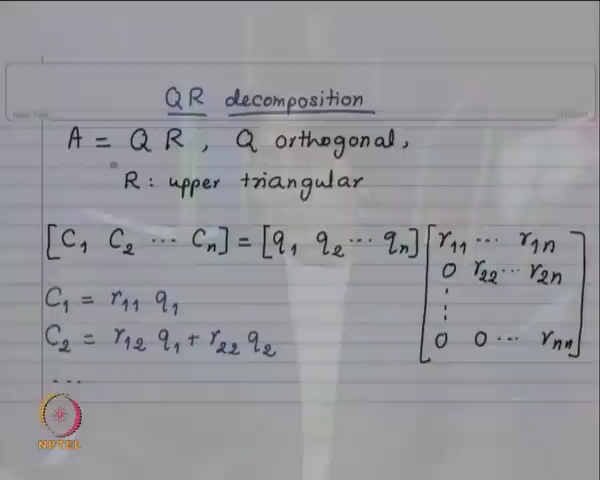 QR decomposition
A = Q R, Q orthogonal,
R: upper triangular
[C1 C2 ... Cn] = [q1 q2 ... qn] [r11 ... r1n
0 r22 ... r2n
⋮
0 0 ... rnn]
C1 = r11 q1
C2 = r12 q1 + r22 q2
...
NPTEL